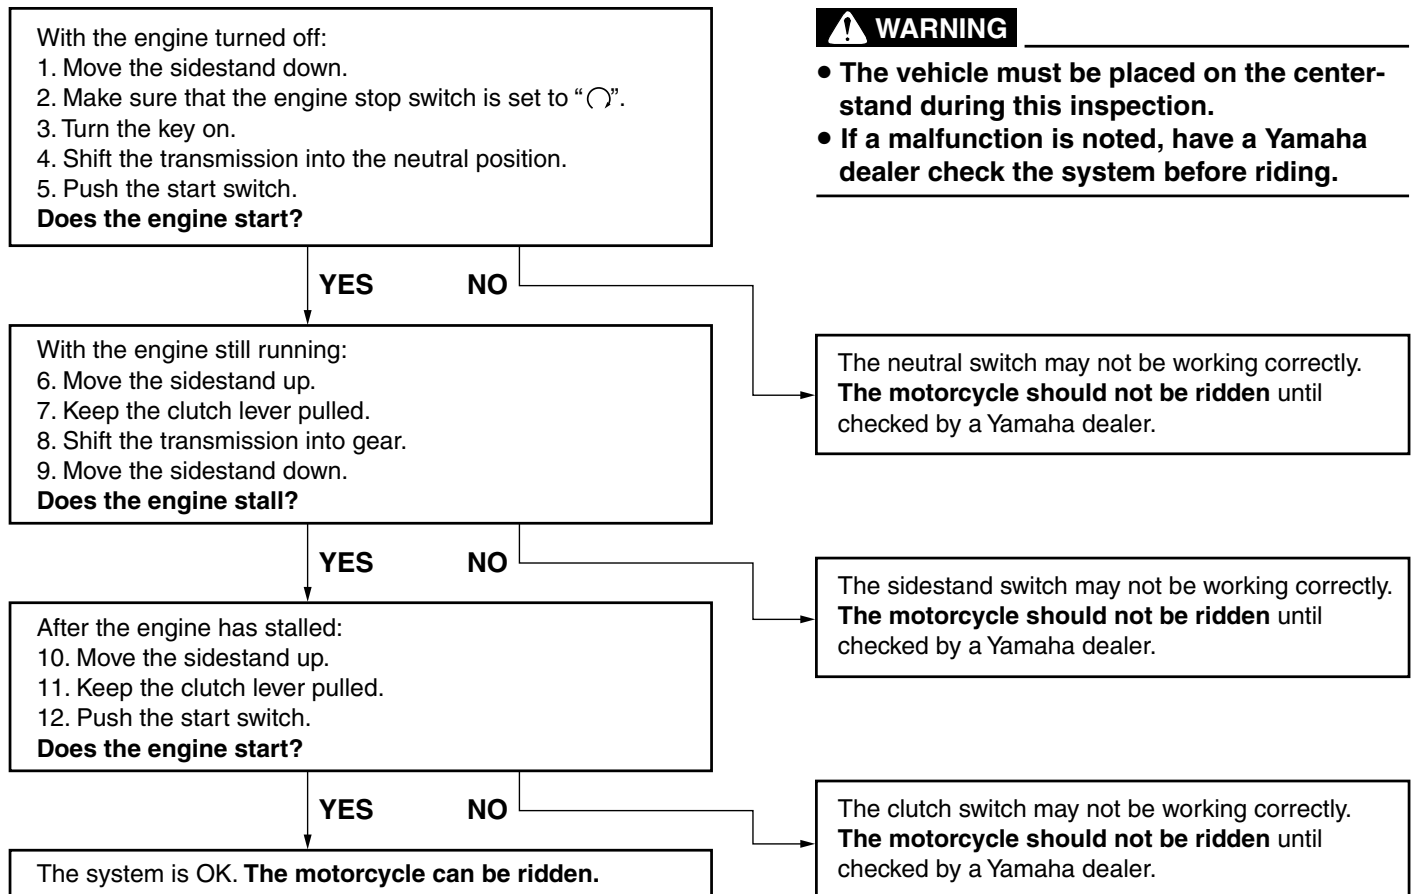 With the engine turned off:
1. Move the sidestand down.
2. Make sure that the engine stop switch is set to “ ”.
3. Turn the key on.
4. Shift the transmission into the neutral position.
5. Push the start switch.
Does the engine start?
WARNING
● The vehicle must be placed on the center-
stand during this inspection.
● If a malfunction is noted, have a Yamaha
dealer check the system before riding.
YES NO
With the engine still running:
6. Move the sidestand up.
7. Keep the clutch lever pulled.
8. Shift the transmission into gear.
9. Move the sidestand down.
Does the engine stall?
The neutral switch may not be working correctly.
The motorcycle should not be ridden until
checked by a Yamaha dealer.
YES NO
After the engine has stalled:
10. Move the sidestand up.
11. Keep the clutch lever pulled.
12. Push the start switch.
Does the engine start?
The sidestand switch may not be working correctly.
The motorcycle should not be ridden until
checked by a Yamaha dealer.
YES NO
The system is OK. The motorcycle can be ridden.
The clutch switch may not be working correctly.
The motorcycle should not be ridden until
checked by a Yamaha dealer.